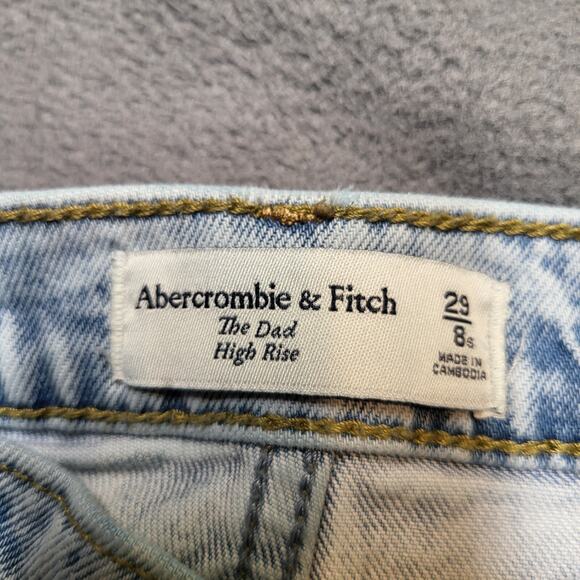 Abercrombie & Fitch
The Dad
High Rise
29
8s
MADE IN
CAMBODIA